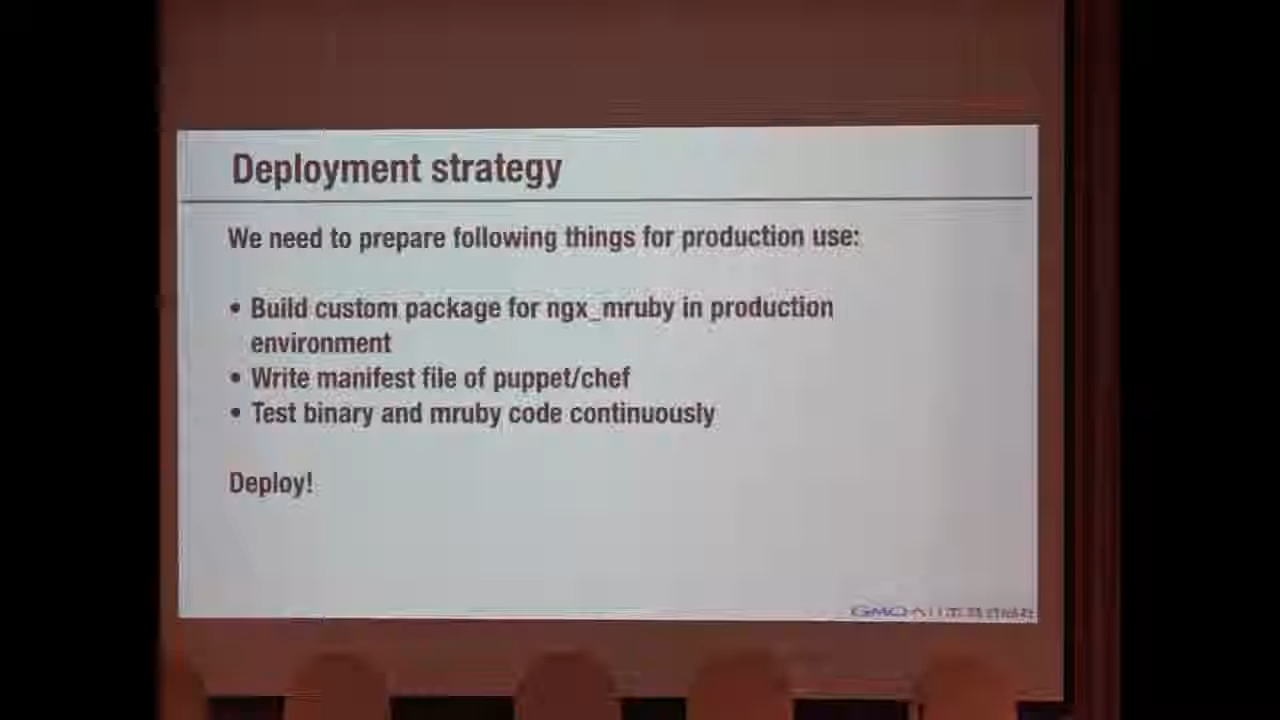 Deployment strategy
We need to prepare following things for production use:
• Build custom package for ngx_mruby in production
environment
• Write manifest file of puppet/chef
• Test binary and mruby code continuously
Deploy!
GMO